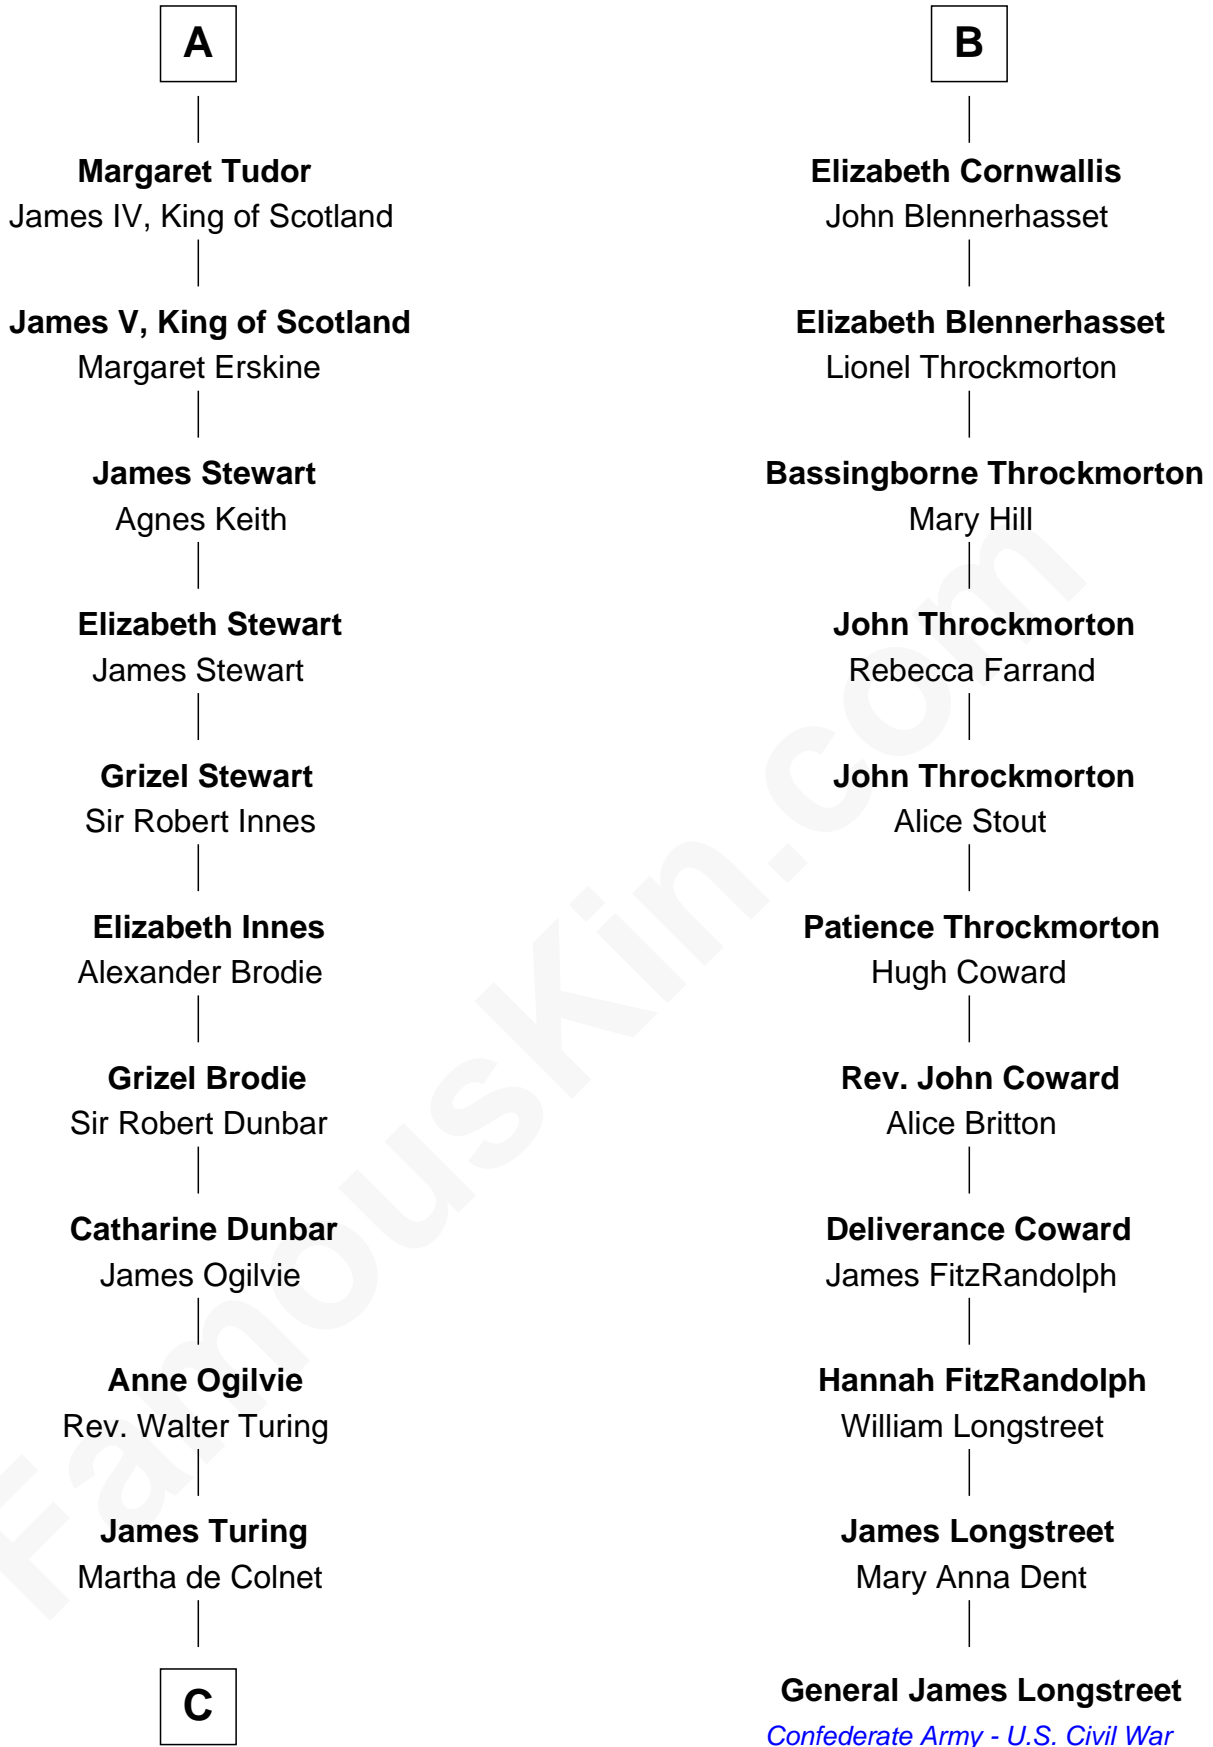 A
Margaret Tudor
James IV, King of Scotland
James V, King of Scotland
Margaret Erskine
James Stewart
Agnes Keith
Elizabeth Stewart
James Stewart
Grizel Stewart
Sir Robert Innes
Elizabeth Innes
Alexander Brodie
Grizel Brodie
Sir Robert Dunbar
Catharine Dunbar
James Ogilvie
Anne Ogilvie
Rev. Walter Turing
James Turing
Martha de Colnet
C
B
Elizabeth Cornwallis
John Blennerhasset
Elizabeth Blennerhasset
Lionel Throckmorton
Bassingborne Throckmorton
Mary Hill
John Throckmorton
Rebecca Farrand
John Throckmorton
Alice Stout
Patience Throckmorton
Hugh Coward
Rev. John Coward
Alice Britton
Deliverance Coward
James FitzRandolph
Hannah FitzRandolph
William Longstreet
James Longstreet
Mary Anna Dent
General James Longstreet
Confederate Army - U.S. Civil War
FamousKin.com